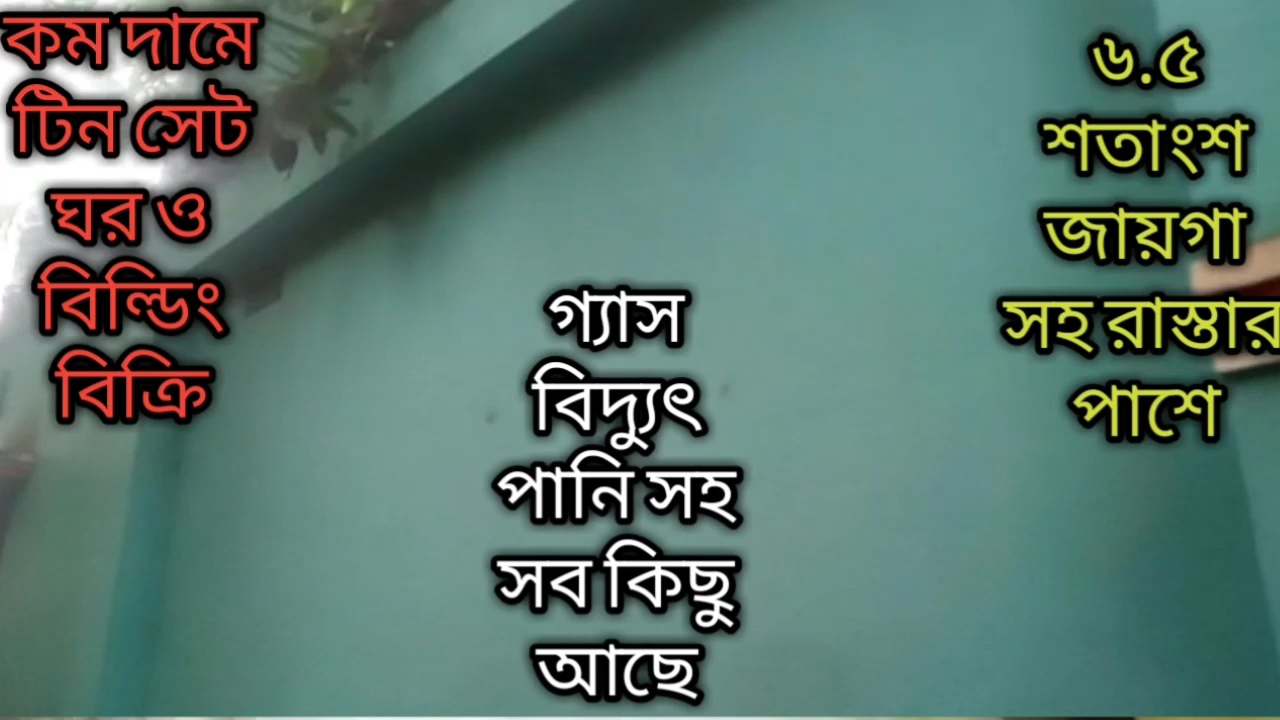 কম দামে
টিন সেট
ঘর ও
বিল্ডিং
বিক্রি
গ্যাস
বিদ্যুৎ
পানি সহ
সব কিছু
আছে
৬.৫
শতাংশ
জায়গা
সহ রাস্তার
পাশে